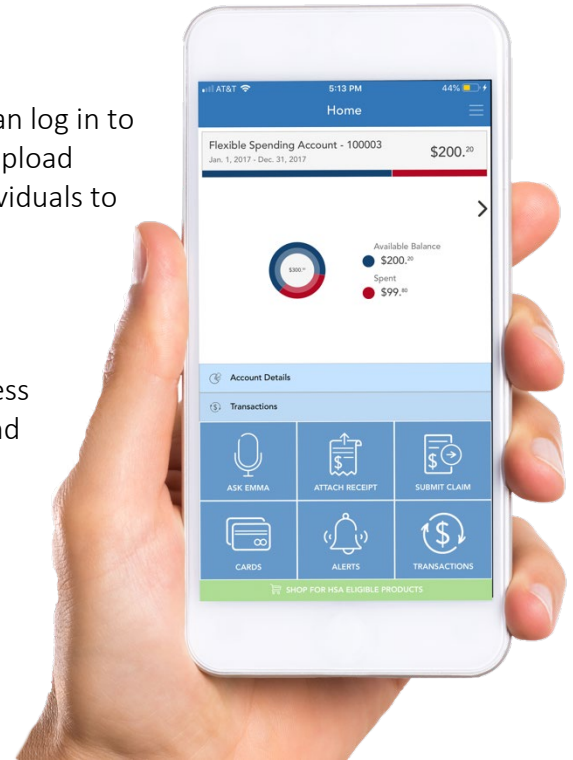 an log in to
pload
viduals to
ess
nd
AT&T 5:13 PM 44%
Home
Flexible Spending Account - 100003
$200.20
Jan. 1, 2017 - Dec. 31, 2017
Available Balance
$200.20
Spent
$99.80
Account Details
Transactions
ASK EMMA ATTACH RECEIPT SUBMIT CLAIM
CARDS ALERTS TRANSACTIONS
SHOP FOR HSA ELIGIBLE PRODUCTS